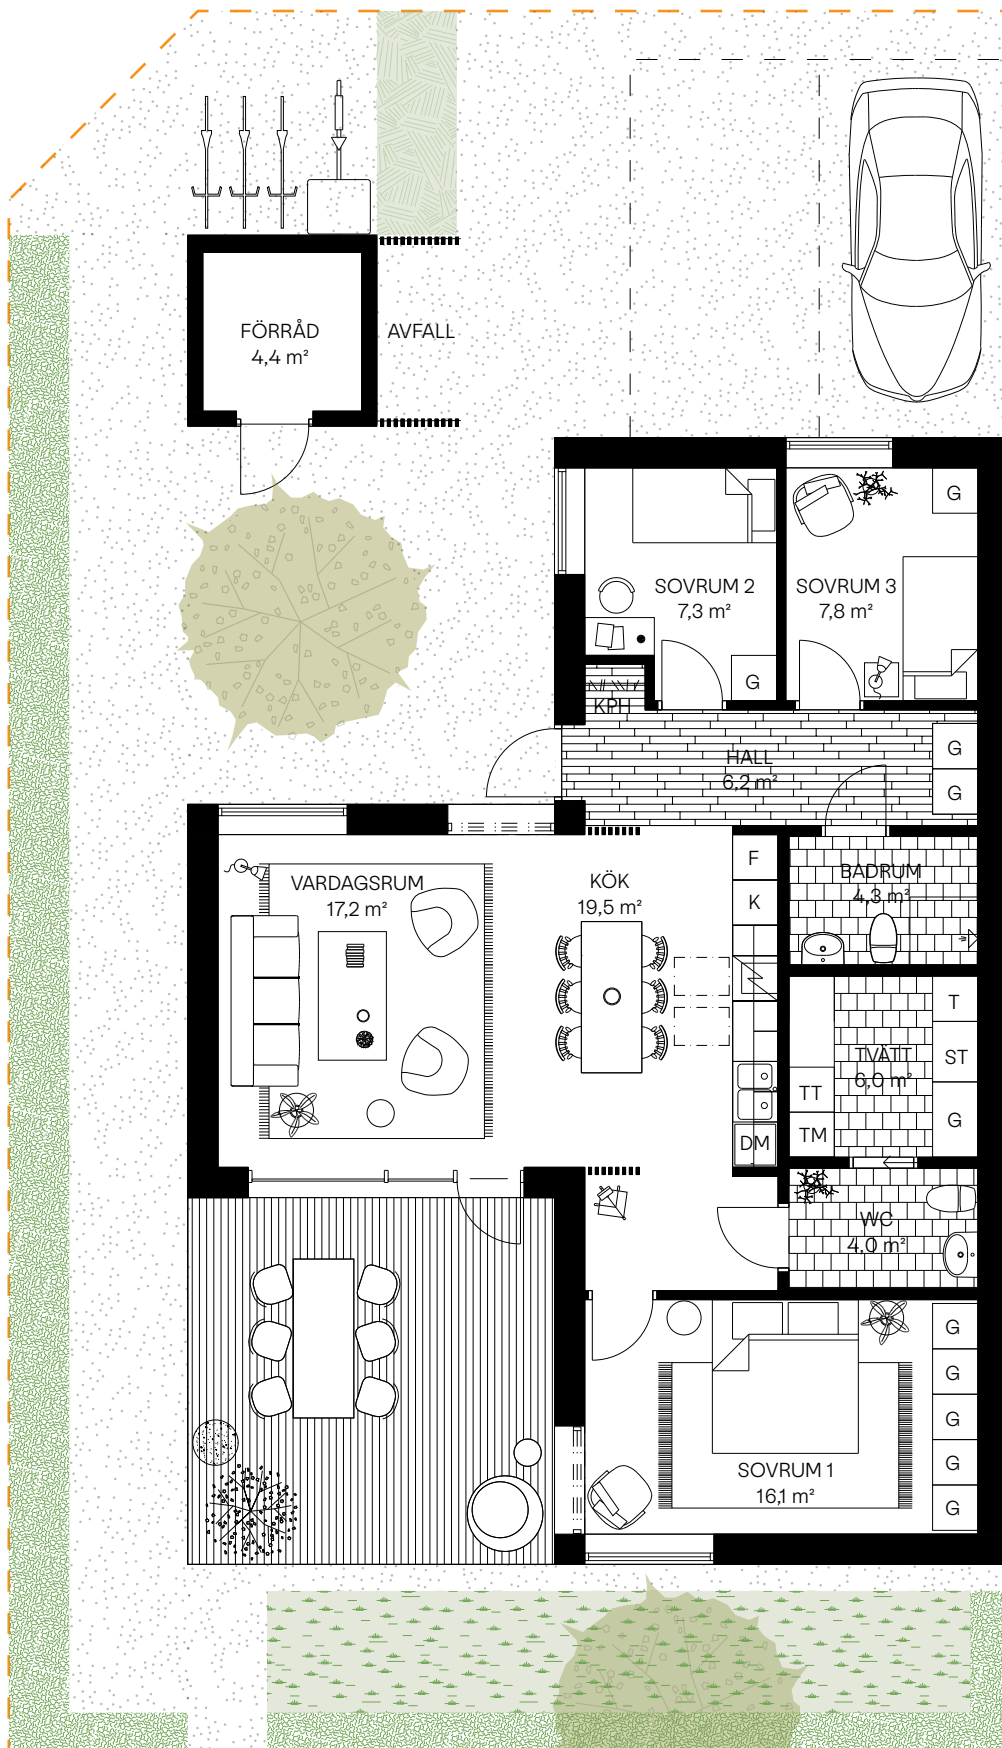 FÖRRÅD
4,4 m²
AVFALL
G
SOVRUM 2
7,3 m²
SOVRUM 3
7,8 m²
G
KPH
HALL
6,2 m²
G
G
VARDAGSRUM
17,2 m²
KÖK
19,5 m²
F
K
BADRUM
4,3 m²
T
TVÄTT
6,0 m²
ST
TT
TM
G
DM
WC
4,0 m²
G
G
G
G
G
SOVRUM 1
16,1 m²